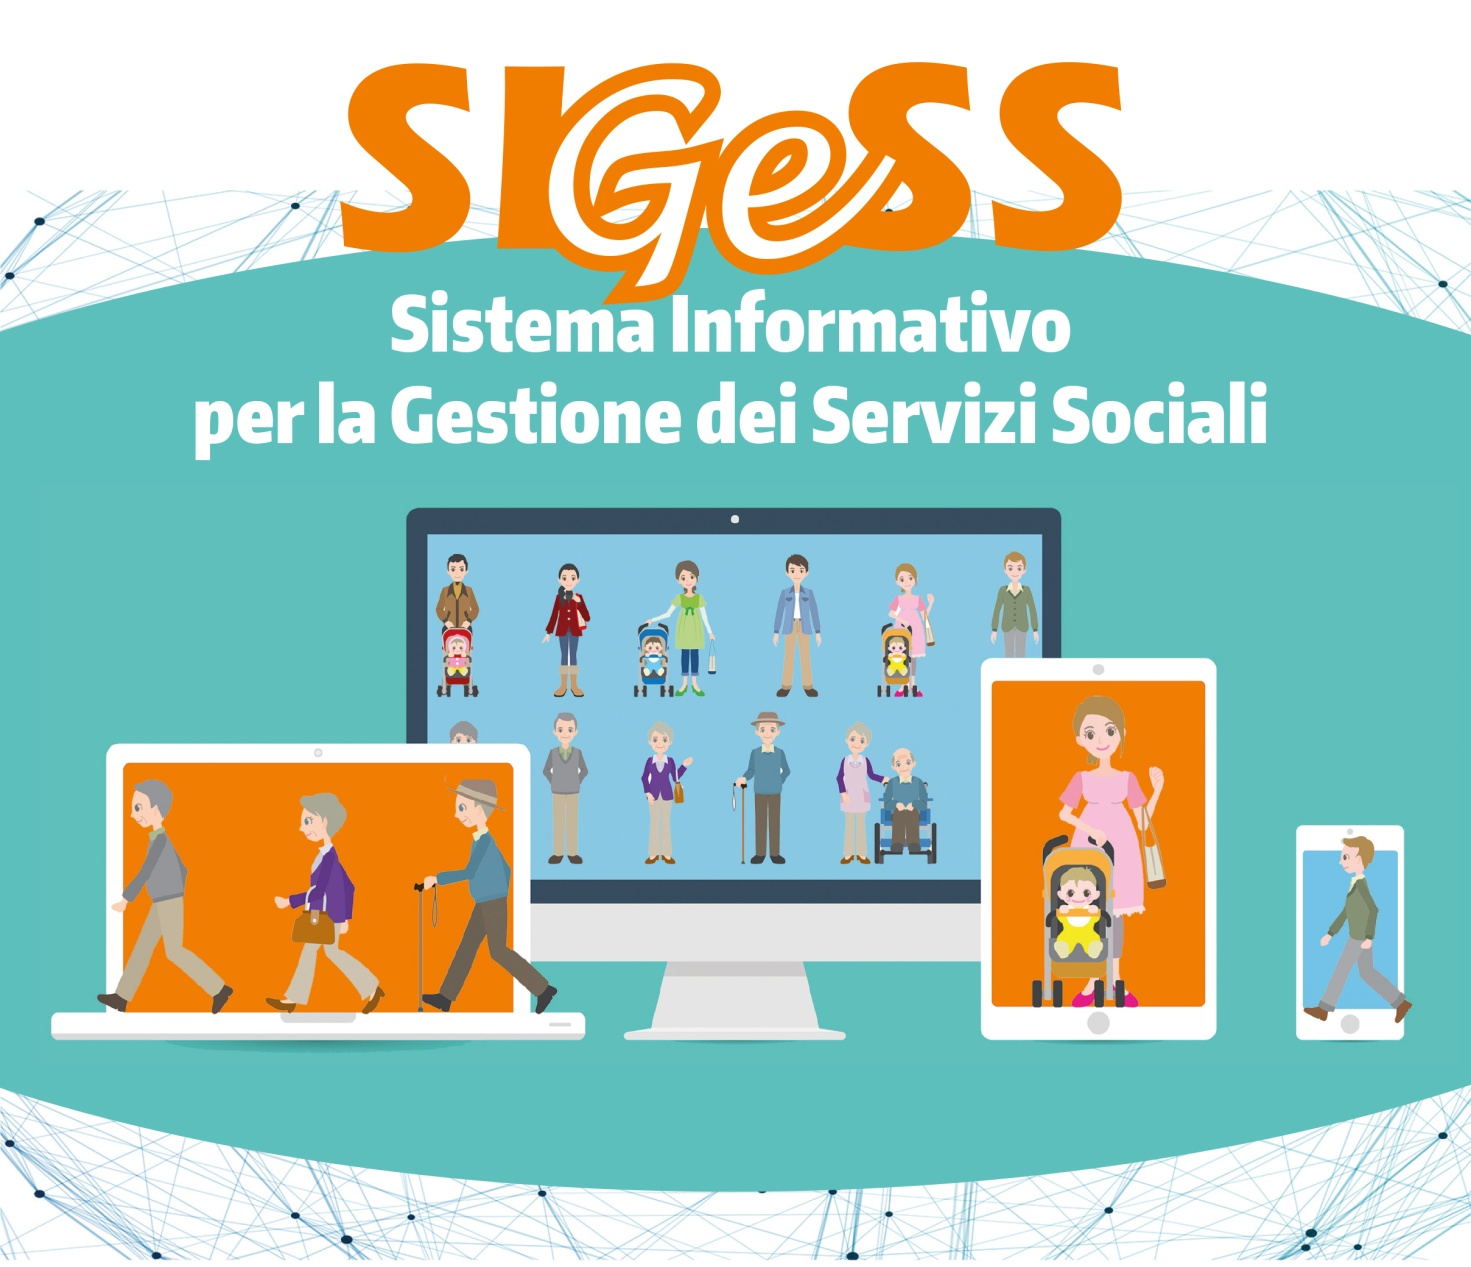 SIGeSS
Sistema Informativo
per la Gestione dei Servizi Sociali